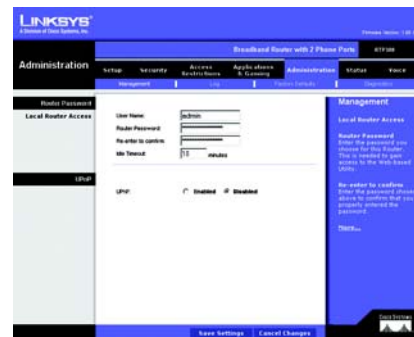 LINKSYS®
A Division of Cisco Systems, Inc.
Firmware Version:
Broadband Router with 2 Phone Ports
RTP300
Administration
Setup
Security
Access Restrictions
Applications & Gaming
Administration
Status
Voice
Management
Log
Factory Defaults
Diagnostics
Router Password
Local Router Access
User Name:
admin
Router Password:
Re-enter to confirm:
Idle Timeout:
10
minutes
UPnP
UPnP:
Enabled
Disabled
Management
Local Router Access
Router Password
Enter the password you
choose for this Router.
This is needed to gain
access to the Web-based
Utility.
Re-enter to confirm
Enter the password chosen
above to confirm that you
properly entered the
password.
More...
Save Settings
Cancel Changes
Cisco Systems